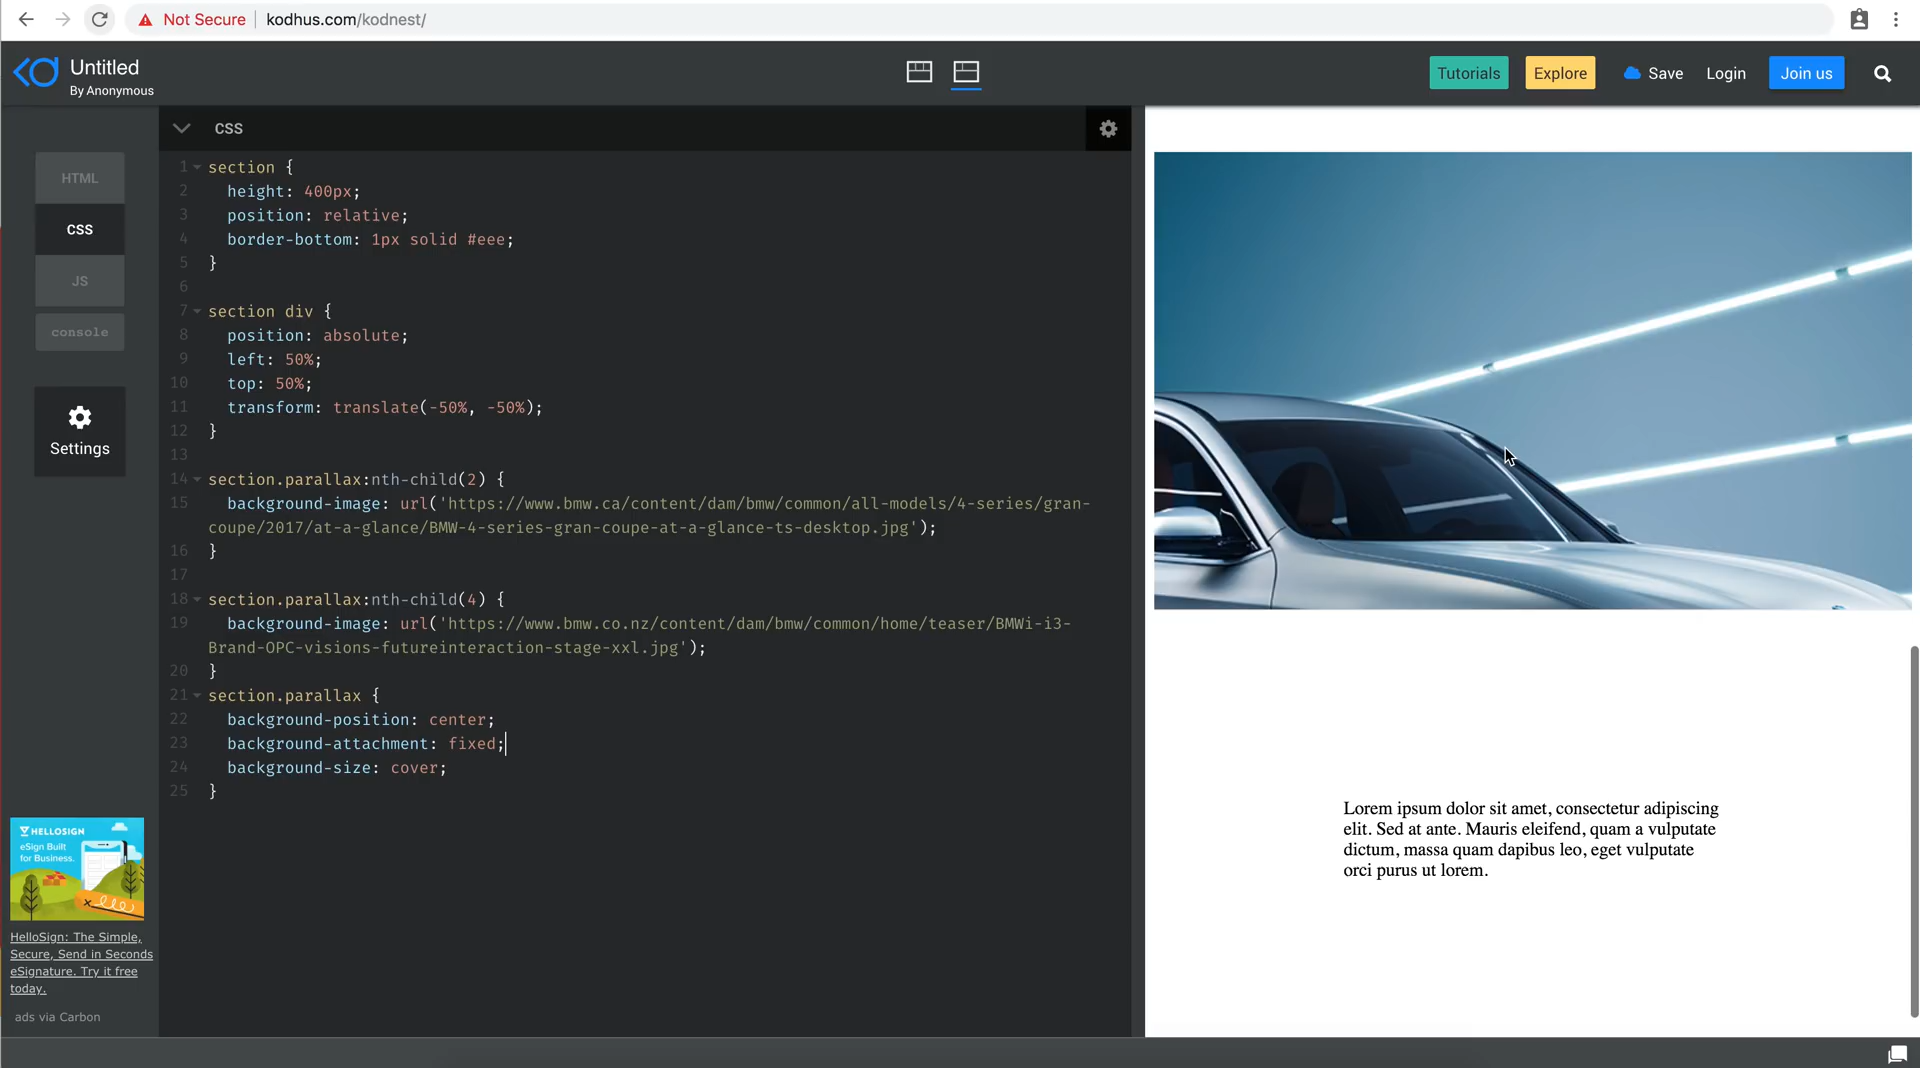 Not Secure
kodhus.com/kodnest/
Untitled
By Anonymous
Tutorials
Explore
Save
Login
Join us
HTML
CSS
JS
console
Settings
CSS
1 section {
2 height: 400px;
3 position: relative;
4 border-bottom: 1px solid #eee;
5 }
6
7 section div {
8 position: absolute;
9 left: 50%;
10 top: 50%;
11 transform: translate(-50%, -50%);
12 }
13
14 section.parallax:nth-child(2) {
15 background-image: url('https://www.bmw.ca/content/dam/bmw/common/all-models/4-series/gran-
coupe/2017/at-a-glance/BMW-4-series-gran-coupe-at-a-glance-ts-desktop.jpg');
16 }
17
18 section.parallax:nth-child(4) {
19 background-image: url('https://www.bmw.co.nz/content/dam/bmw/common/home/teaser/BMWi-i3-
Brand-OPC-visions-futureinteraction-stage-xxl.jpg');
20 }
21 section.parallax {
22 background-position: center;
23 background-attachment: fixed;
24 background-size: cover;
25 }
HELLOSIGN
eSign Built
for Business.
HelloSign: The Simple,
Secure, Send in Seconds
eSignature. Try it free
today.
ads via Carbon
Lorem ipsum dolor sit amet, consectetur adipiscing
elit. Sed at ante. Mauris eleifend, quam a vulputate
dictum, massa quam dapibus leo, eget vulputate
orci purus ut lorem.